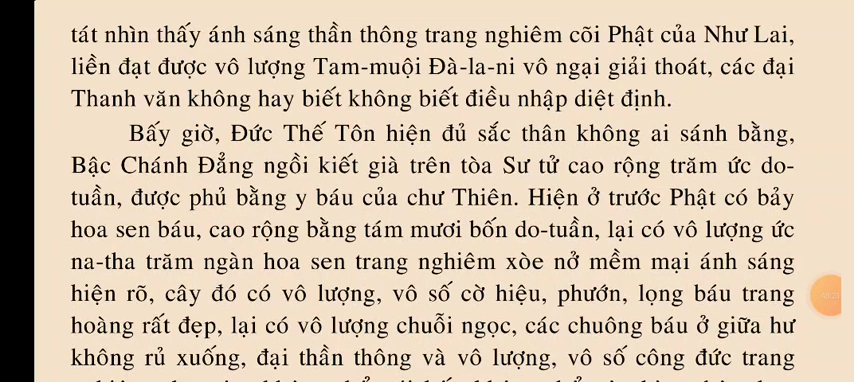 tát nhìn thấy ánh sáng thần thông trang nghiêm cõi Phật của Như Lai,
liền đạt được vô lượng Tam-muội Đà-la-ni vô ngại giải thoát, các đại
Thanh văn không hay biết không biết điều nhập diệt định.
Bấy giờ, Đức Thế Tôn hiện đủ sắc thân không ai sánh bằng,
Bậc Chánh Đẳng ngồi kiết già trên tòa Sư tử cao rộng trăm ức do-
tuần, được phủ bằng y báu của chư Thiên. Hiện ở trước Phật có bảy
hoa sen báu, cao rộng bằng tám mươi bốn do-tuần, lại có vô lượng ức
na-tha trăm ngàn hoa sen trang nghiêm xòe nở mềm mại ánh sáng
hiện rõ, cây đó có vô lượng, vô số cờ hiệu, phướn, lọng báu trang
hoàng rất đẹp, lại có vô lượng chuỗi ngọc, các chuông báu ở giữa hư
không rủ xuống, đại thần thông và vô lượng, vô số công đức trang